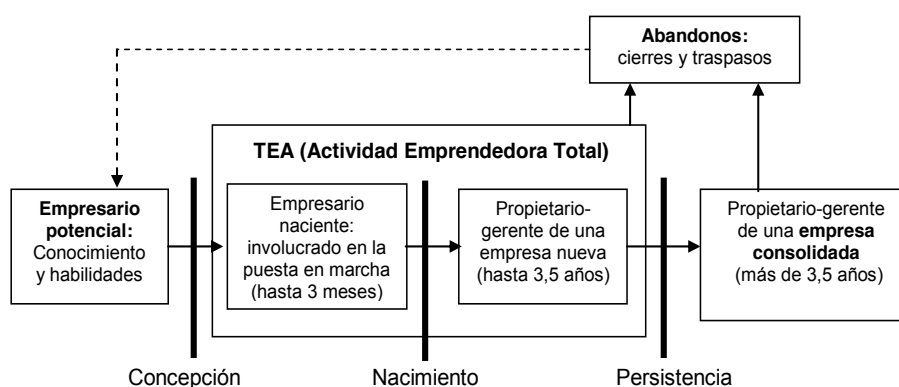 Abandonos:
cierres y traspasos
TEA (Actividad Emprendedora Total)
Empresario
potencial:
Conocimiento
y habilidades
Empresario
naciente:
involucrado en la
puesta en marcha
(hasta 3 meses)
Propietario-
gerente de una
empresa nueva
(hasta 3,5 años)
Propietario-gerente
de una empresa
consolidada
(más de 3,5 años)
Concepción
Nacimiento
Persistencia